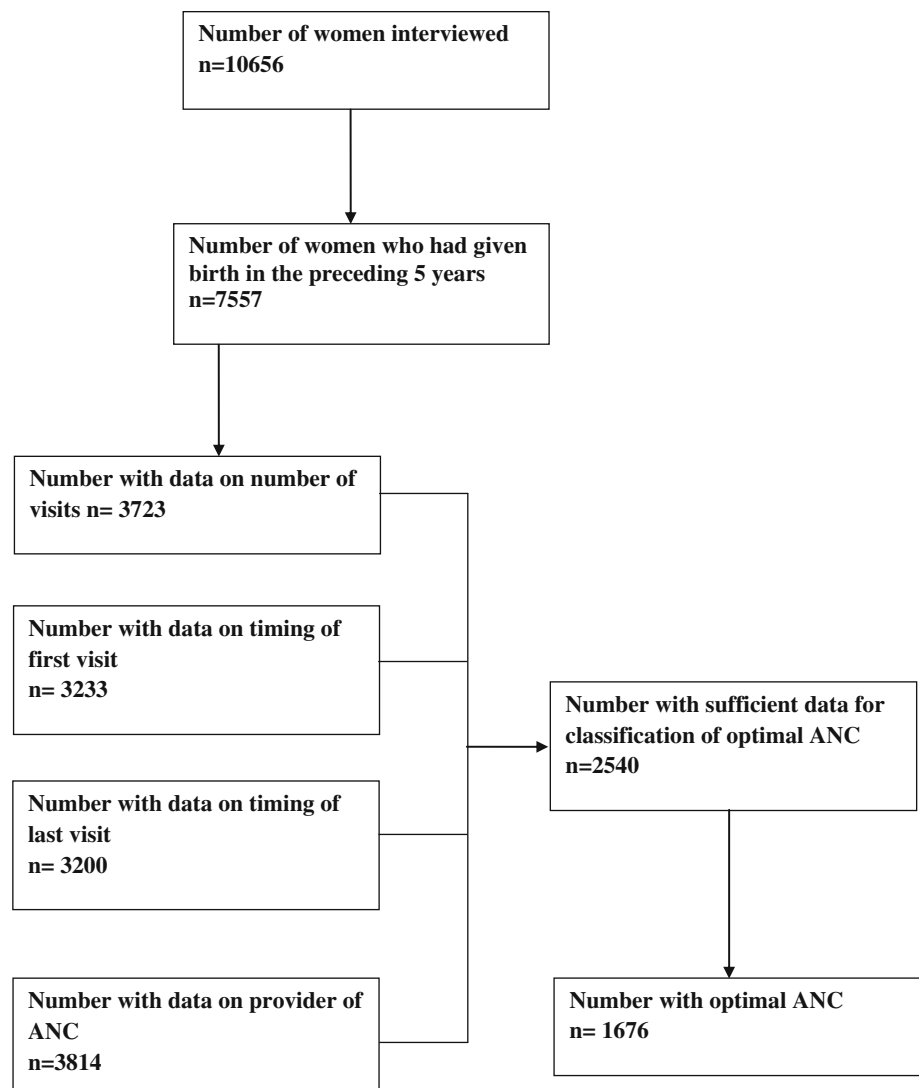 Number of women interviewed
n=10656
Number of women who had given
birth in the preceding 5 years
n=7557
Number with data on number of
visits n= 3723
Number with data on timing of
first visit
n= 3233
Number with data on timing of
last visit
n= 3200
Number with data on provider of
ANC
n=3814
Number with sufficient data for
classification of optimal ANC
n=2540
Number with optimal ANC
n= 1676